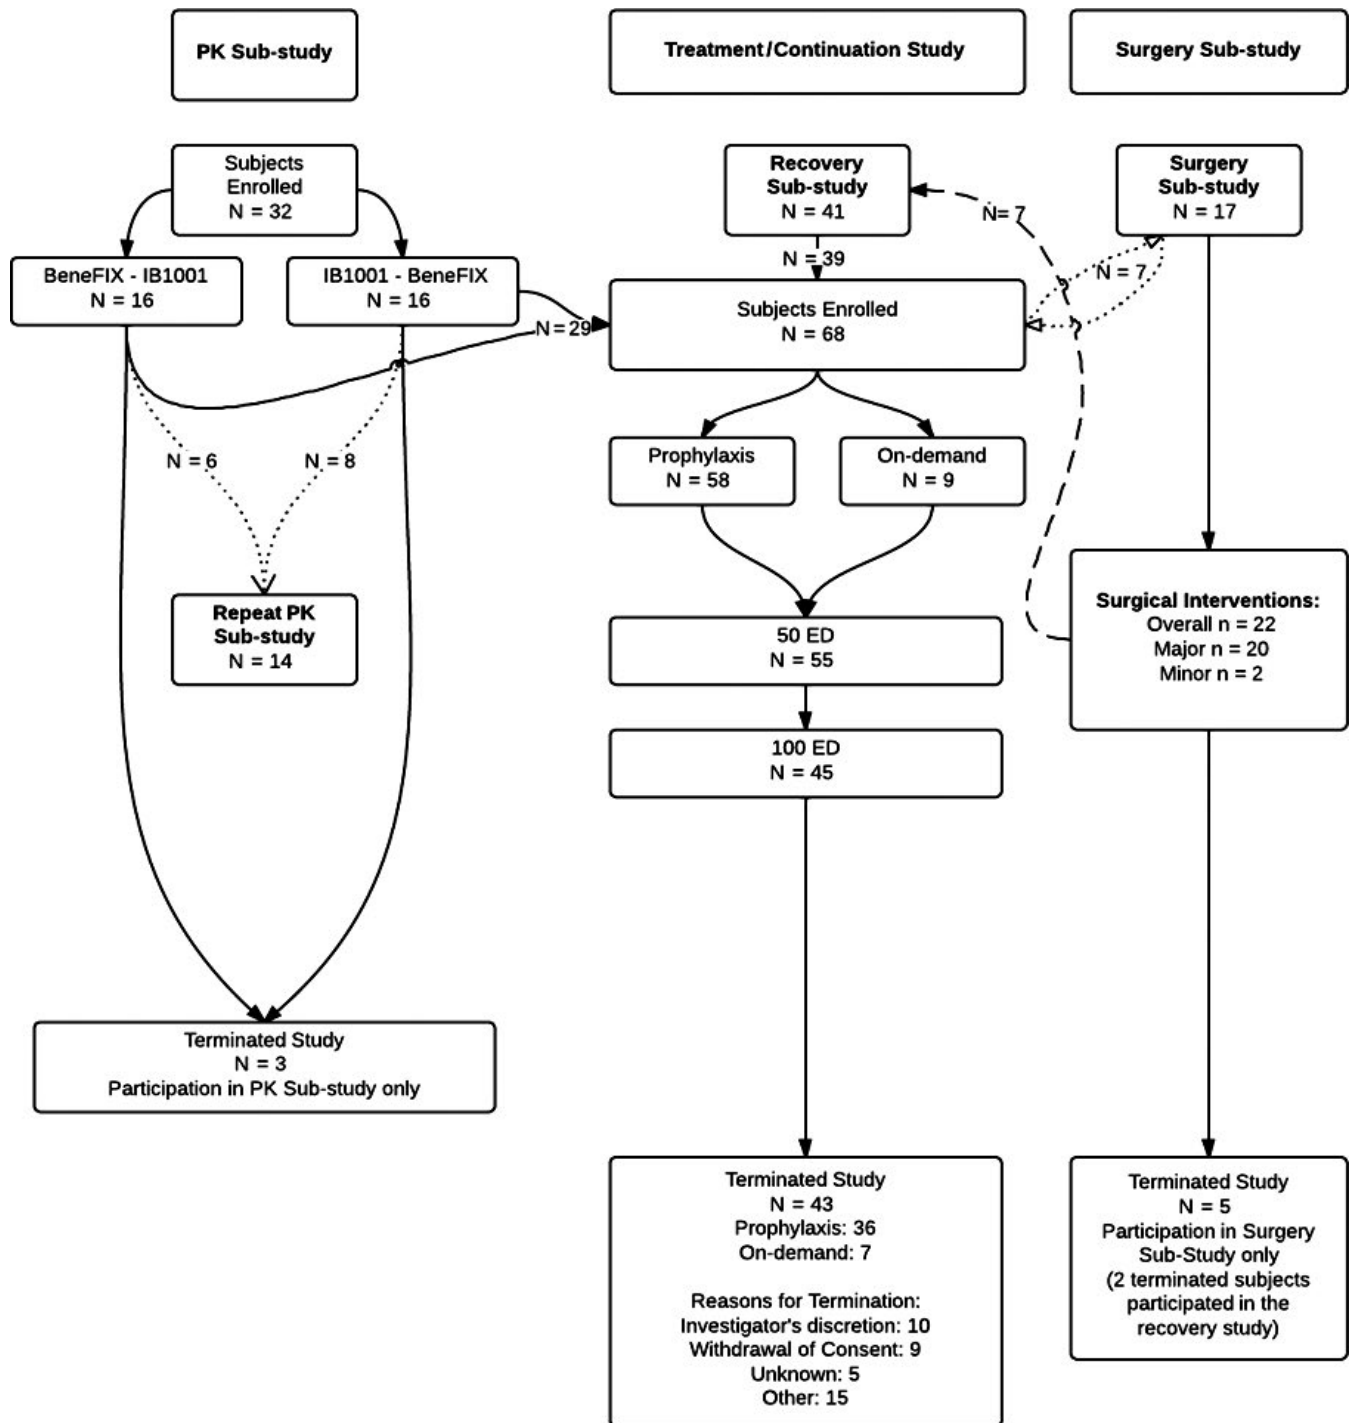 PK Sub-study
Treatment/Continuation Study
Surgery Sub-study
Subjects
Enrolled
N = 32
BeneFIX - IB1001
N = 16
IB1001 - BeneFIX
N = 16
N = 29
N = 6
N = 8
Repeat PK
Sub-study
N = 14
Terminated Study
N = 3
Participation in PK Sub-study only
Recovery
Sub-study
N = 41
N = 39
Subjects Enrolled
N = 68
Prophylaxis
N = 58
On-demand
N = 9
50 ED
N = 55
100 ED
N = 45
Terminated Study
N = 43
Prophylaxis: 36
On-demand: 7
Reasons for Termination:
Investigator's discretion: 10
Withdrawal of Consent: 9
Unknown: 5
Other: 15
N= 7
Surgery
Sub-study
N = 17
N = 7
Surgical Interventions:
Overall n = 22
Major n = 20
Minor n = 2
Terminated Study
N = 5
Participation in Surgery
Sub-Study only
(2 terminated subjects
participated in the
recovery study)